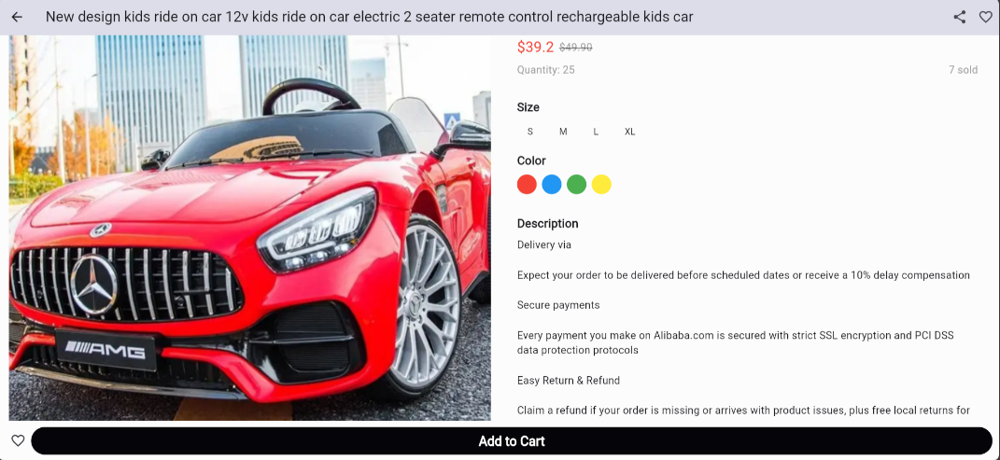 New design kids ride on car 12v kids ride on car electric 2 seater remote control rechargeable kids car
$39.2 $49.90
Quantity: 25 7 sold
Size
S M L XL
Color
Description
Delivery via
Expect your order to be delivered before scheduled dates or receive a 10% delay compensation
Secure payments
Every payment you make on Alibaba.com is secured with strict SSL encryption and PCI DSS
data protection protocols
Easy Return & Refund
Claim a refund if your order is missing or arrives with product issues, plus free local returns for
AMG
Add to Cart